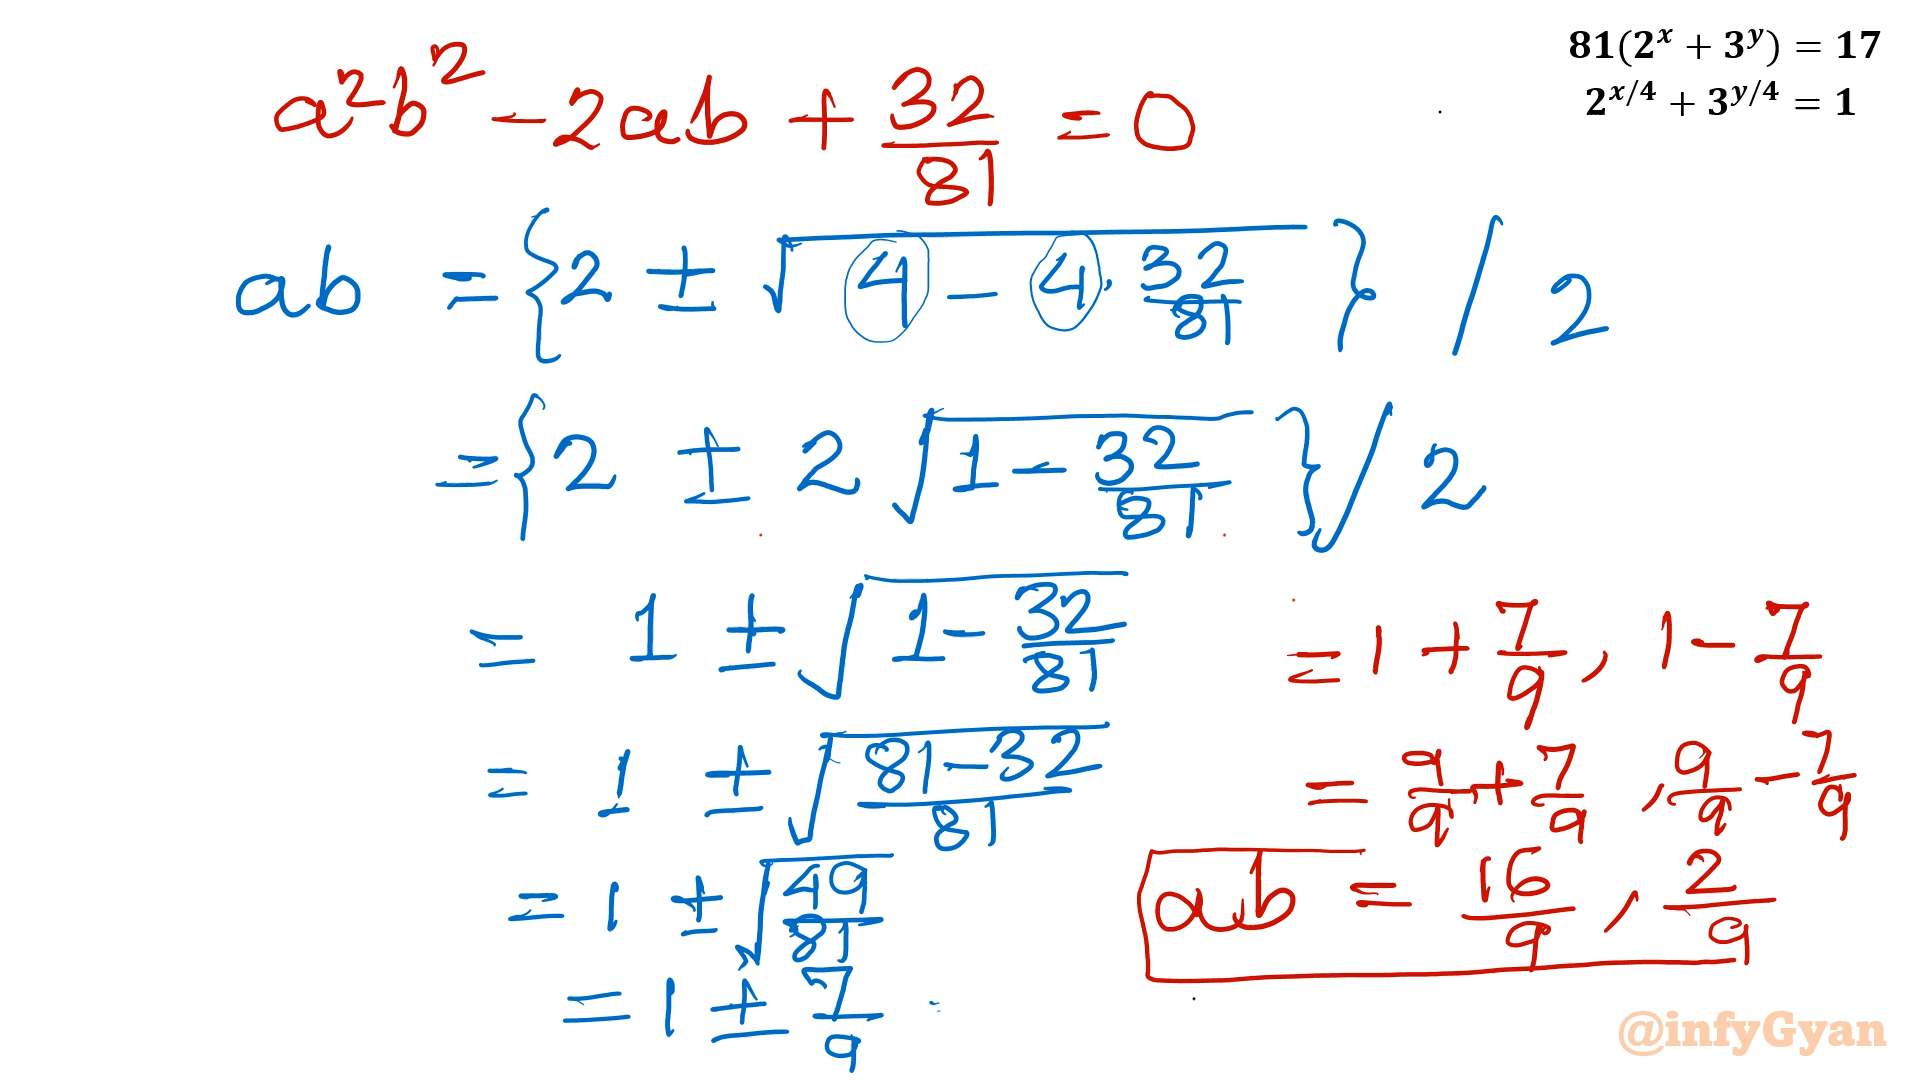 81(2^x + 3^y) = 17
2^{x/4} + 3^{y/4} = 1
a²b² - 2ab + 32/81 = 0
ab = {2 ± √(4 - 4·32/81)} / 2
= {2 ± 2√(1 - 32/81)} / 2
= 1 ± √(1 - 32/81)
= 1 ± √((81-32)/81)
= 1 ± √(49/81)
= 1 ± 7/9
= 1 + 7/9, 1 - 7/9
= 9/9 + 7/9, 9/9 - 7/9
ab = 16/9, 2/9
@infyGyan